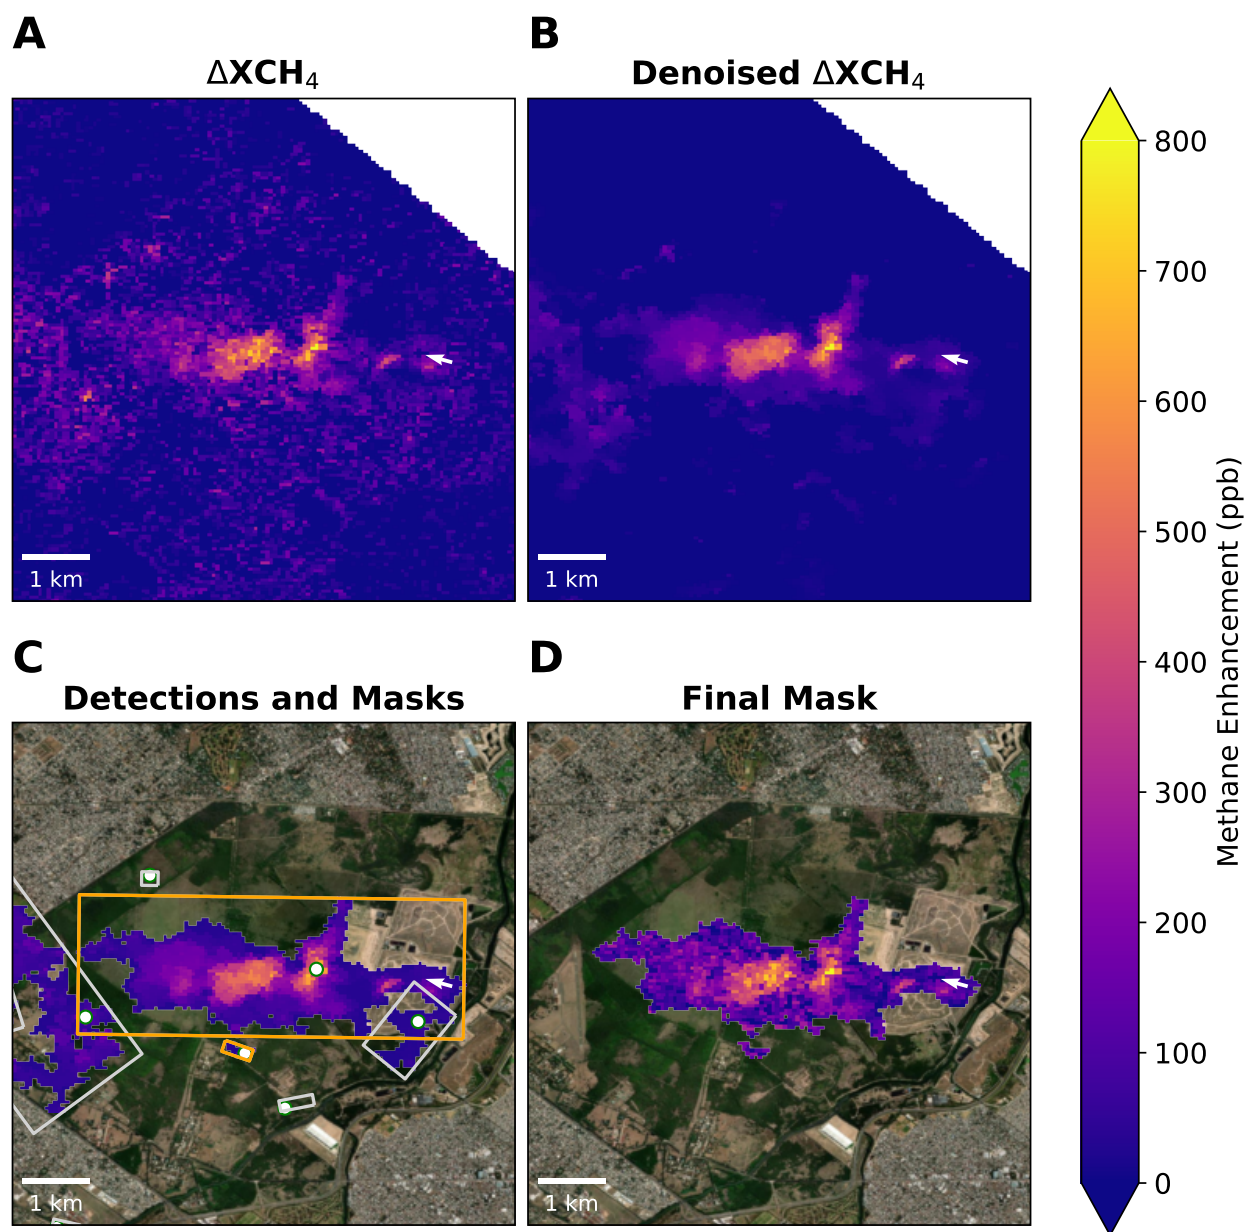 A
B
ΔXCH₄
Denoised ΔXCH₄
1 km
1 km
C
D
Detections and Masks
Final Mask
1 km
1 km
800
700
600
500
400
300
200
100
0
Methane Enhancement (ppb)